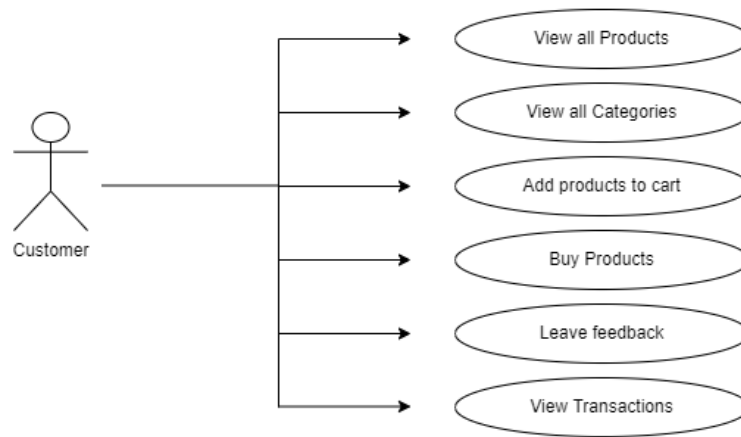 View all Products
View all Categories
Add products to cart
Customer
Buy Products
Leave feedback
View Transactions